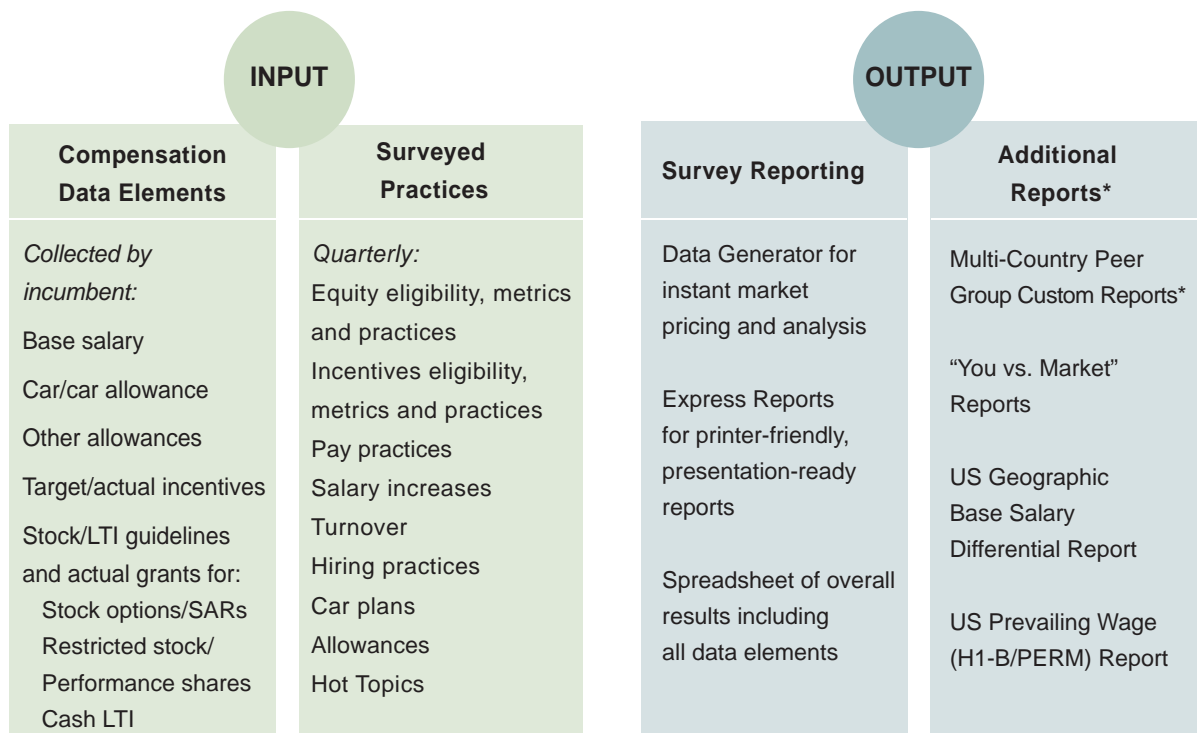 INPUT
Compensation
Data Elements
Collected by
incumbent:
Base salary
Car/car allowance
Other allowances
Target/actual incentives
Stock/LTI guidelines
and actual grants for:
Stock options/SARs
Restricted stock/
Performance shares
Cash LTI
Surveyed
Practices
Quarterly:
Equity eligibility, metrics
and practices
Incentives eligibility,
metrics and practices
Pay practices
Salary increases
Turnover
Hiring practices
Car plans
Allowances
Hot Topics
OUTPUT
Survey Reporting
Data Generator for
instant market
pricing and analysis
Express Reports
for printer-friendly,
presentation-ready
reports
Spreadsheet of overall
results including
all data elements
Additional
Reports*
Multi-Country Peer
Group Custom Reports*
“You vs. Market”
Reports
US Geographic
Base Salary
Differential Report
US Prevailing Wage
(H1-B/PERM) Report